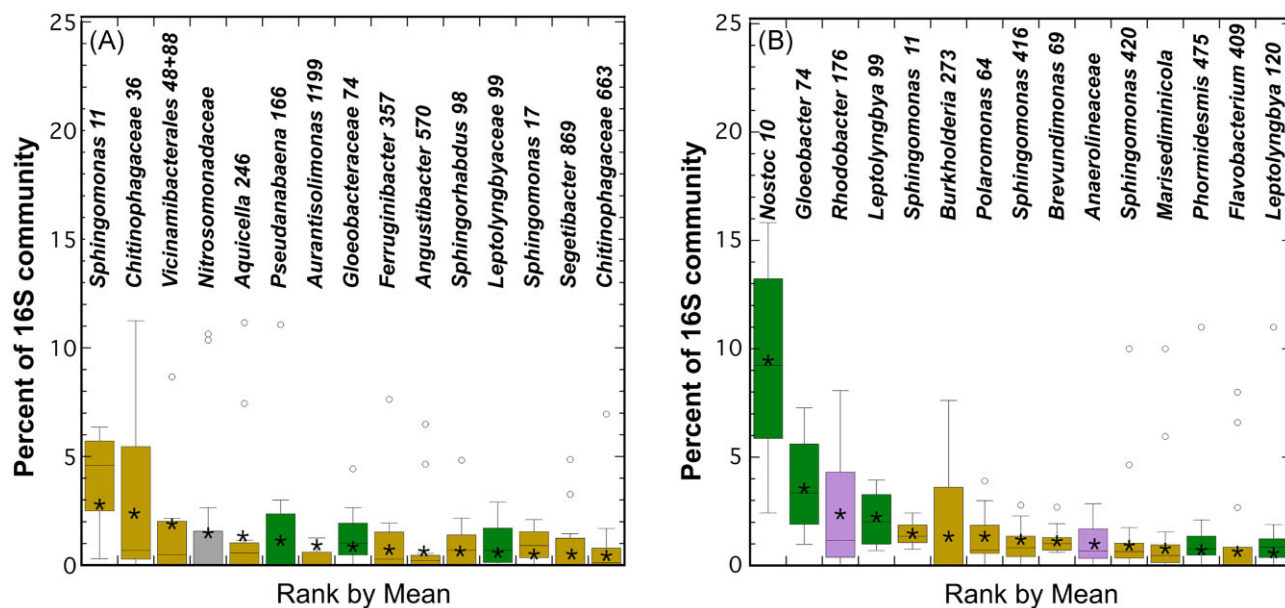 (A)
Percent of 16S community
25
20
15
10
5
0
Sphingomonas 11
Chitinophagaceae 36
Vicinamibacterales 48+88
Nitrosomonadaceae
Aquicella 246
Pseudanabaena 166
Aurantisolimonas 1199
Gloeobacteraceae 74
Ferruginibacter 357
Angustibacter 570
Sphingorhabdus 98
Leptolyngbyaceae 99
Sphingomonas 17
Segetibacter 869
Chitinophagaceae 663
Rank by Mean
(B)
Percent of 16S community
25
20
15
10
5
0
Nostoc 10
Gloeobacter 74
Rhodobacter 176
Leptolyngbya 99
Sphingomonas 11
Burkholderia 273
Polaromonas 64
Sphingomonas 416
Brevundimonas 69
Anaerolineaceae
Sphingomonas 420
Marisediminicola
Phormidesmis 475
Flavobacterium 409
Leptolyngbya 120
Rank by Mean